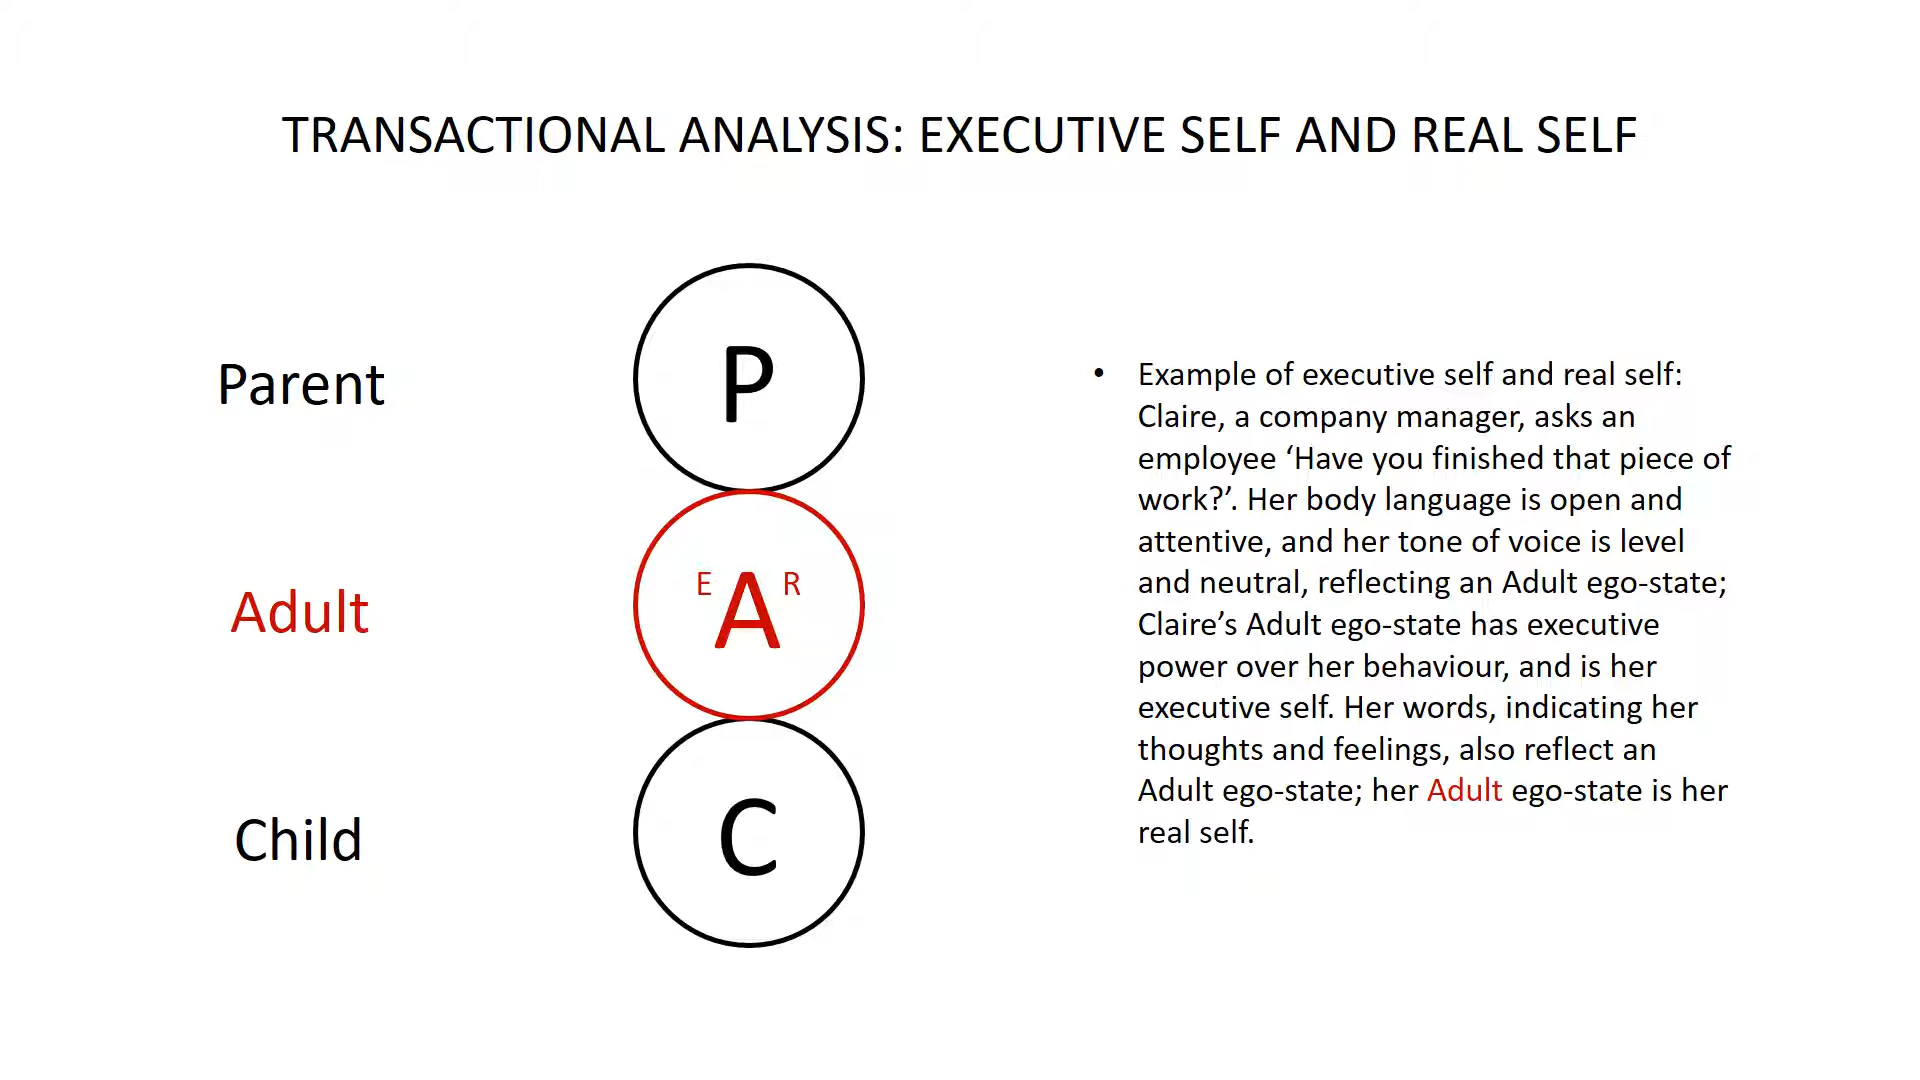 TRANSACTIONAL ANALYSIS: EXECUTIVE SELF AND REAL SELF
Parent
P
Adult
E A R
Child
C
• Example of executive self and real self:
Claire, a company manager, asks an
employee ‘Have you finished that piece of
work?’. Her body language is open and
attentive, and her tone of voice is level
and neutral, reflecting an Adult ego-state;
Claire’s Adult ego-state has executive
power over her behaviour, and is her
executive self. Her words, indicating her
thoughts and feelings, also reflect an
Adult ego-state; her Adult ego-state is her
real self.